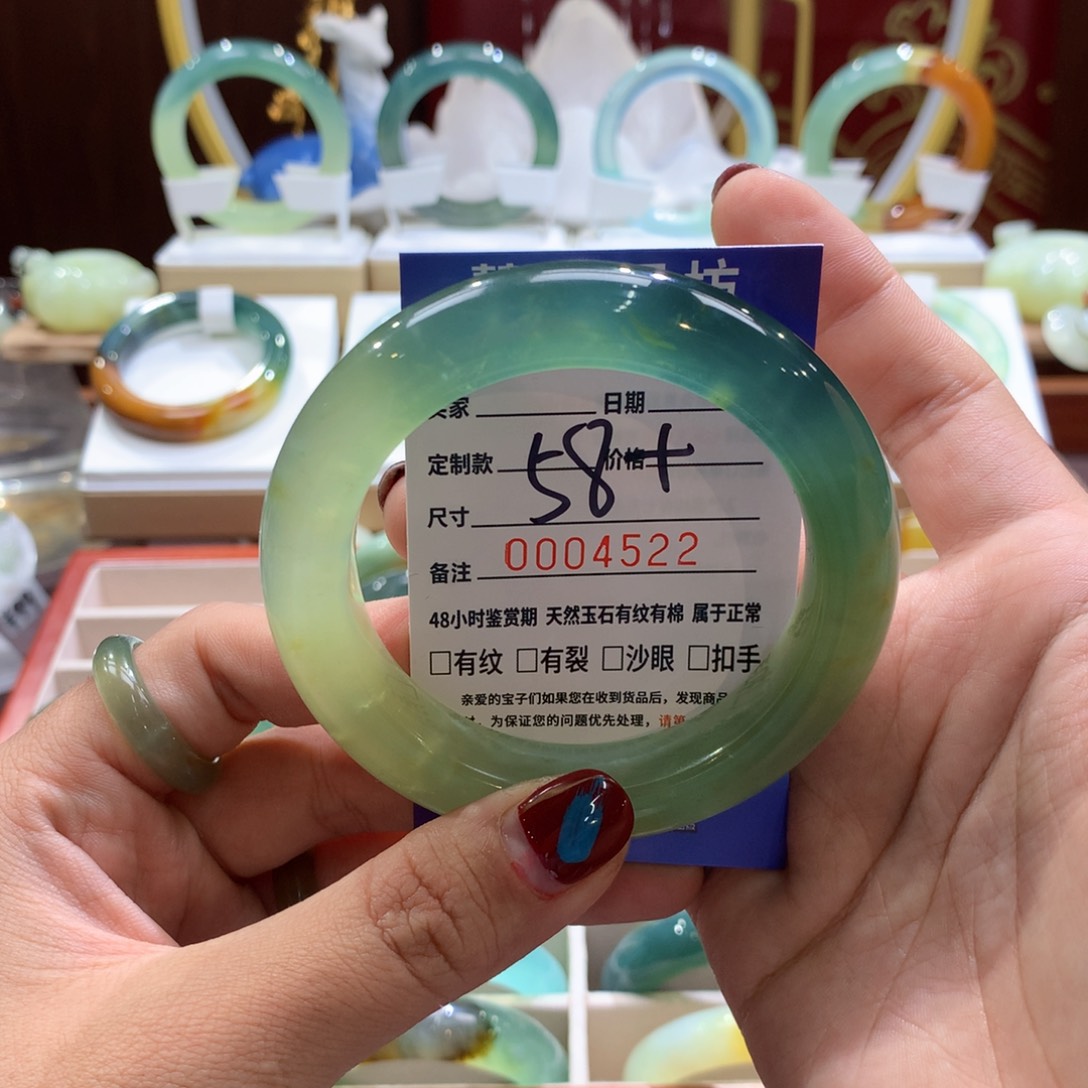 坊
家 日期
定制款 58+ 价格
尺寸
备注 0004522
48小时鉴赏期 天然玉石有纹有棉 属于正常
□有纹 □有裂 □沙眼 □扣手
亲爱的宝子们如果您在收到货品后，发现商品
为保证您的问题优先处理，请第